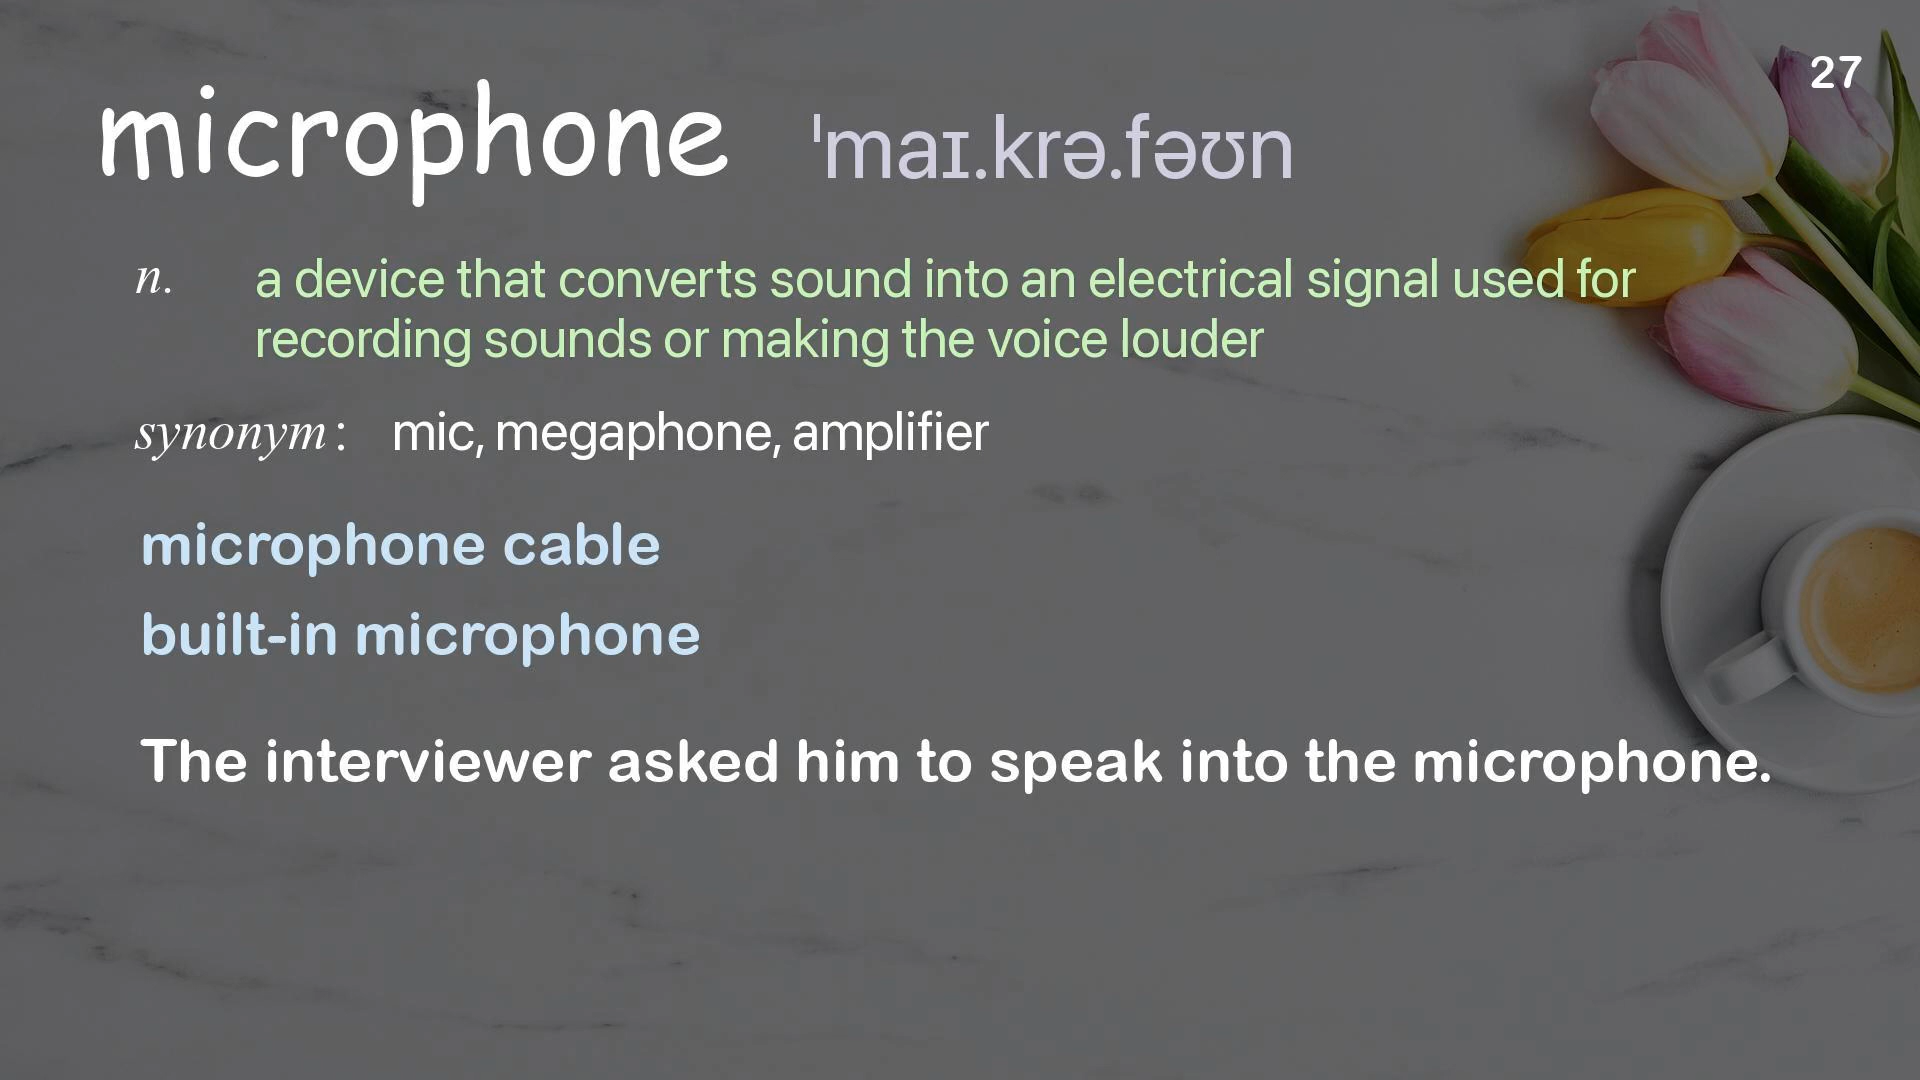 27
microphone ˈmaɪ.krə.fəʊn
n. a device that converts sound into an electrical signal used for
recording sounds or making the voice louder
synonym: mic, megaphone, amplifier
microphone cable
built-in microphone
The interviewer asked him to speak into the microphone.